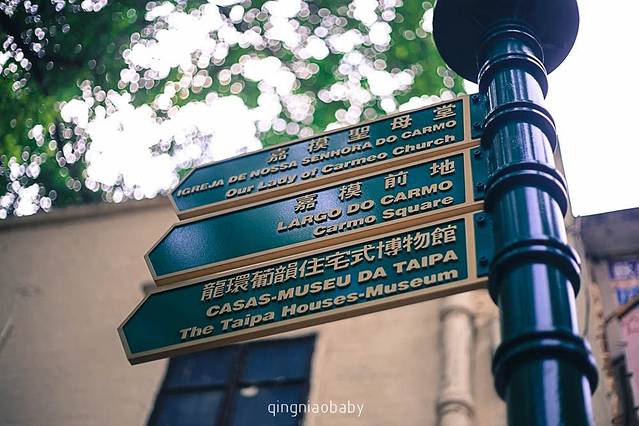 嘉模聖母堂
IGREJA DE NOSSA SENHORA DO CARMO
Our Lady of Carmeo Church
嘉模前地
LARGO DO CARMO
Carmo Square
龍環葡韻住宅式博物館
CASAS-MUSEU DA TAIPA
The Taipa Houses-Museum
qingniaobaby